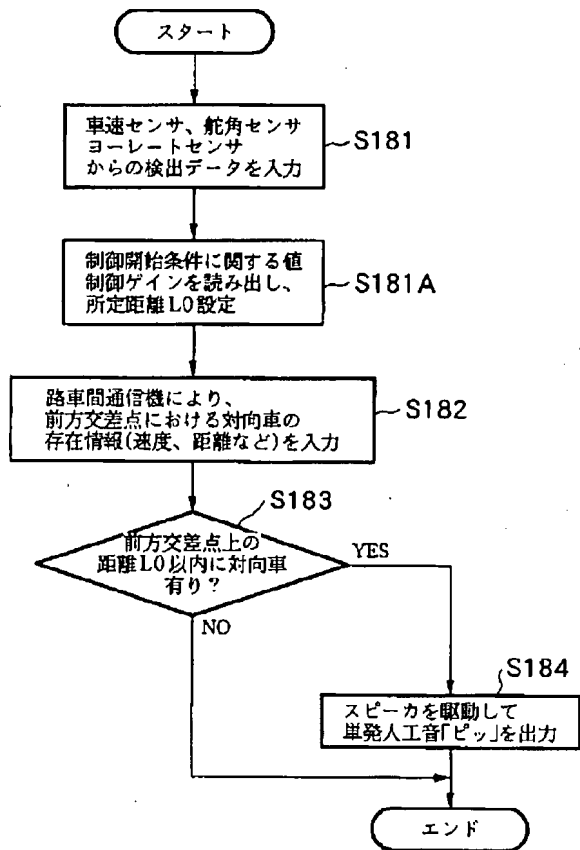 スタート
車速センサ、舵角センサ
ヨーレートセンサ
からの検出データを入力
S181
制御開始条件に関する値
制御ゲインを読み出し、
所定距離L0設定
S181A
路車間通信機により、
前方交差点における対向車の
存在情報(速度、距離など)を入力
S182
S183
前方交差点上の
距離L0以内に対向車
有り?
YES
NO
S184
スピーカを駆動して
単発人工音「ピッ」を出力
エンド